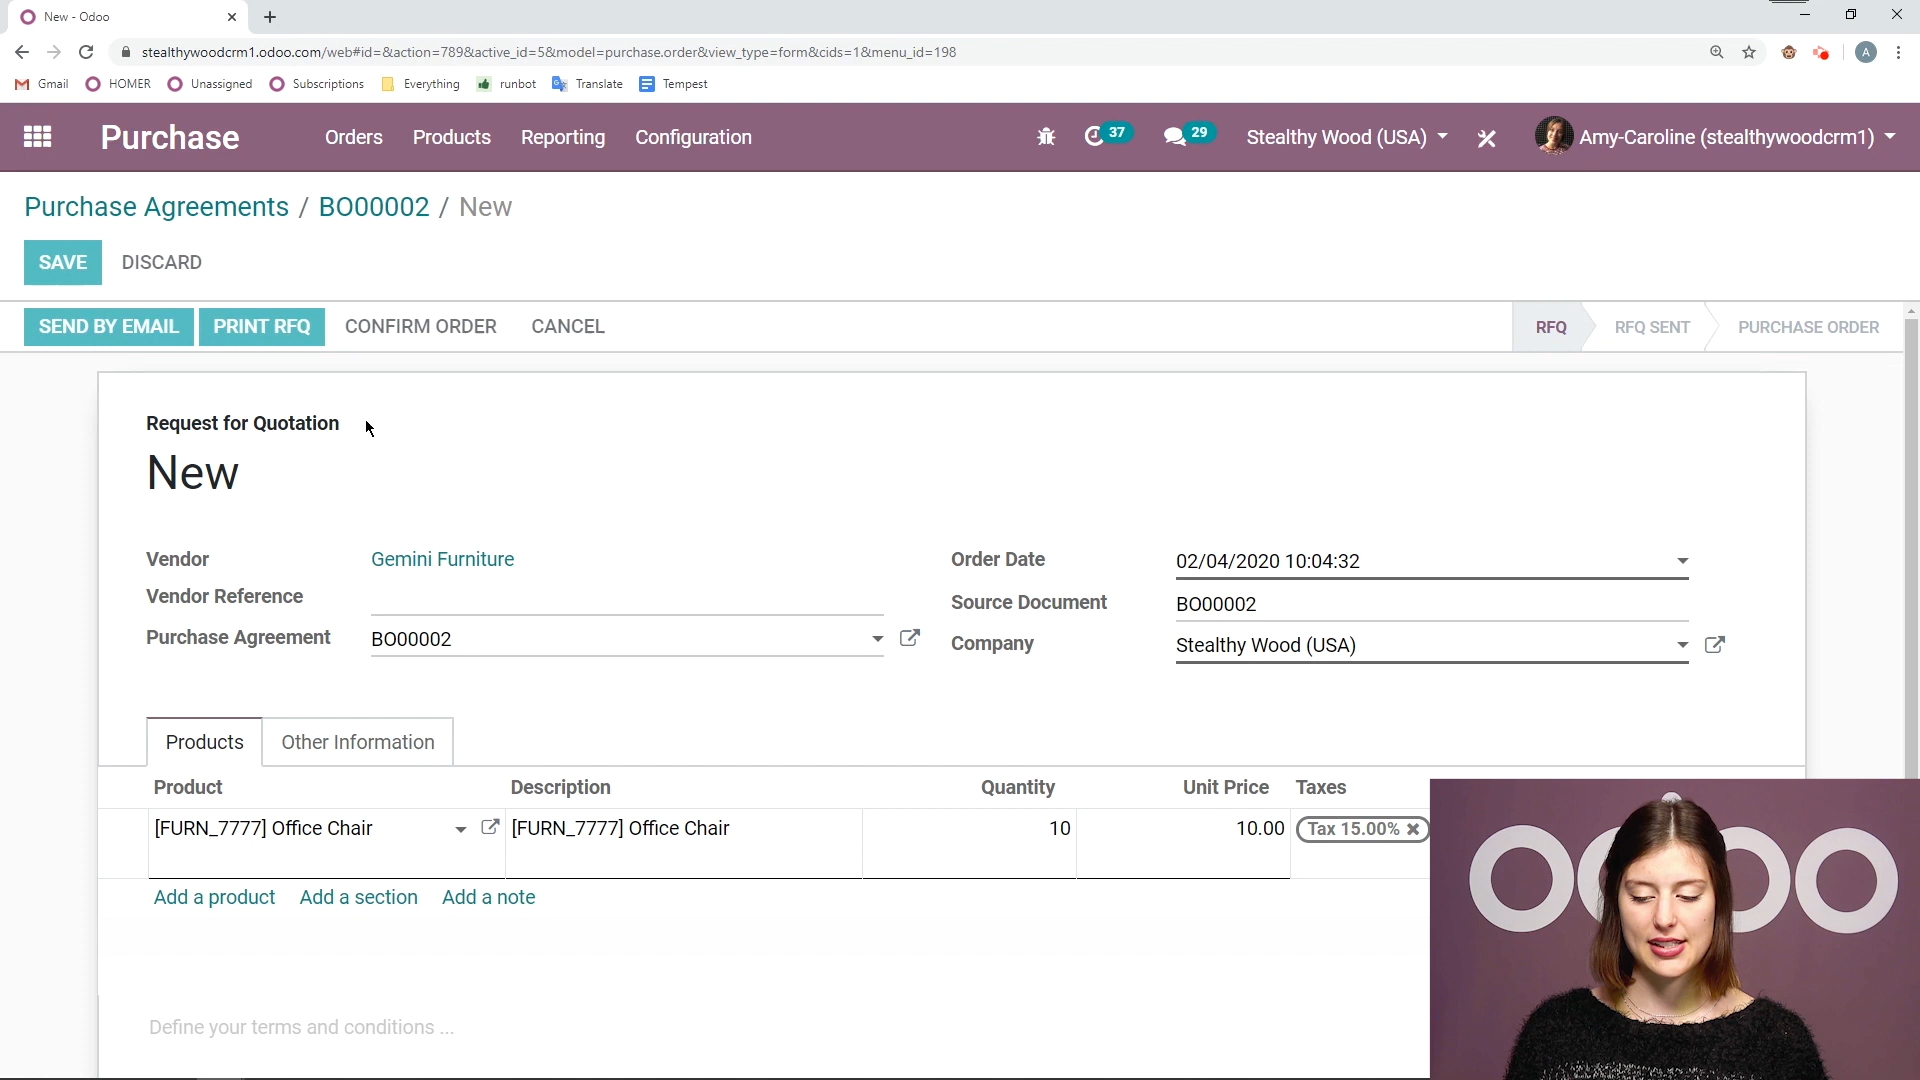 New - Odoo
stealthywoodcrm1.odoo.com/web#id=&action=789&active_id=5&model=purchase.order&view_type=form&cids=1&menu_id=198
A
Gmail HOMER Unassigned Subscriptions Everything runbot Translate Tempest
Purchase Orders Products Reporting Configuration 37 29 Stealthy Wood (USA) Amy-Caroline (stealthywoodcrm1)
Purchase Agreements / BO00002 / New
SAVE DISCARD
SEND BY EMAIL PRINT RFQ CONFIRM ORDER CANCEL RFQ RFQ SENT PURCHASE ORDER
Request for Quotation
New
Vendor Gemini Furniture Order Date 02/04/2020 10:04:32
Vendor Reference Source Document BO00002
Purchase Agreement BO00002 Company Stealthy Wood (USA)
Products Other Information
Product Description Quantity Unit Price Taxes
[FURN_7777] Office Chair [FURN_7777] Office Chair 10 10.00 Tax 15.00%
Add a product Add a section Add a note
Define your terms and conditions ...
odoo